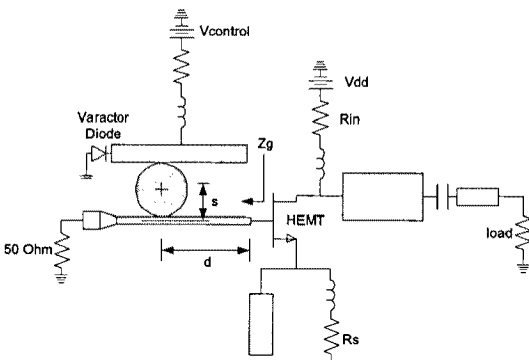 Vcontrol
Vdd
Varactor
Diode
Zg
Rin
s
HEMT
50 Ohm
d
load
Rs